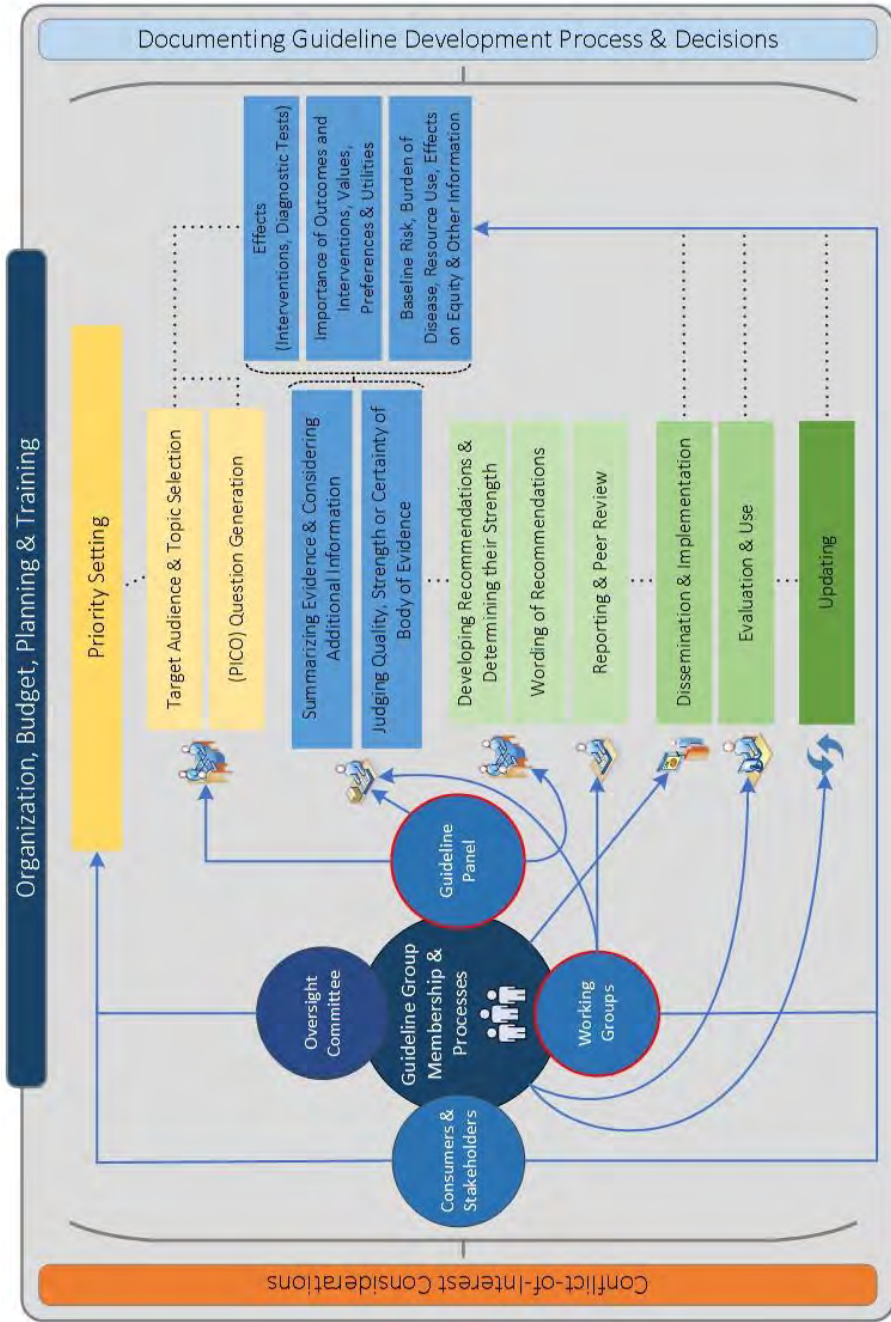 Organization, Budget, Planning & Training
Conflict-of-Interest Considerations
Consumers &
Stakeholders
Oversight
Committee
Guideline Group
Membership &
Processes
Working
Groups
Guideline
Panel
Priority Setting
Target Audience & Topic Selection
(PICO) Question Generation
Summarizing Evidence & Considering
Additional Information
Judging Quality, Strength or Certainty of
Body of Evidence
Developing Recommendations &
Determining their Strength
Wording of Recommendations
Reporting & Peer Review
Dissemination & Implementation
Evaluation & Use
Updating
Effects
(Interventions, Diagnostic Tests)
Importance of Outcomes and
Interventions, Values,
Preferences & Utilities
Baseline Risk, Burden of
Disease, Resource Use, Effects
on Equity & Other Information
Documenting Guideline Development Process & Decisions